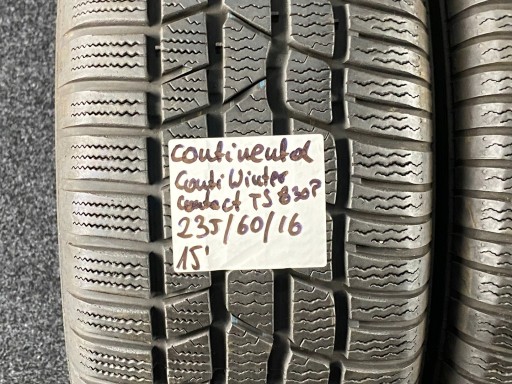 Continental
Conti Winter
Contact TS 830P
235/60/16
15'